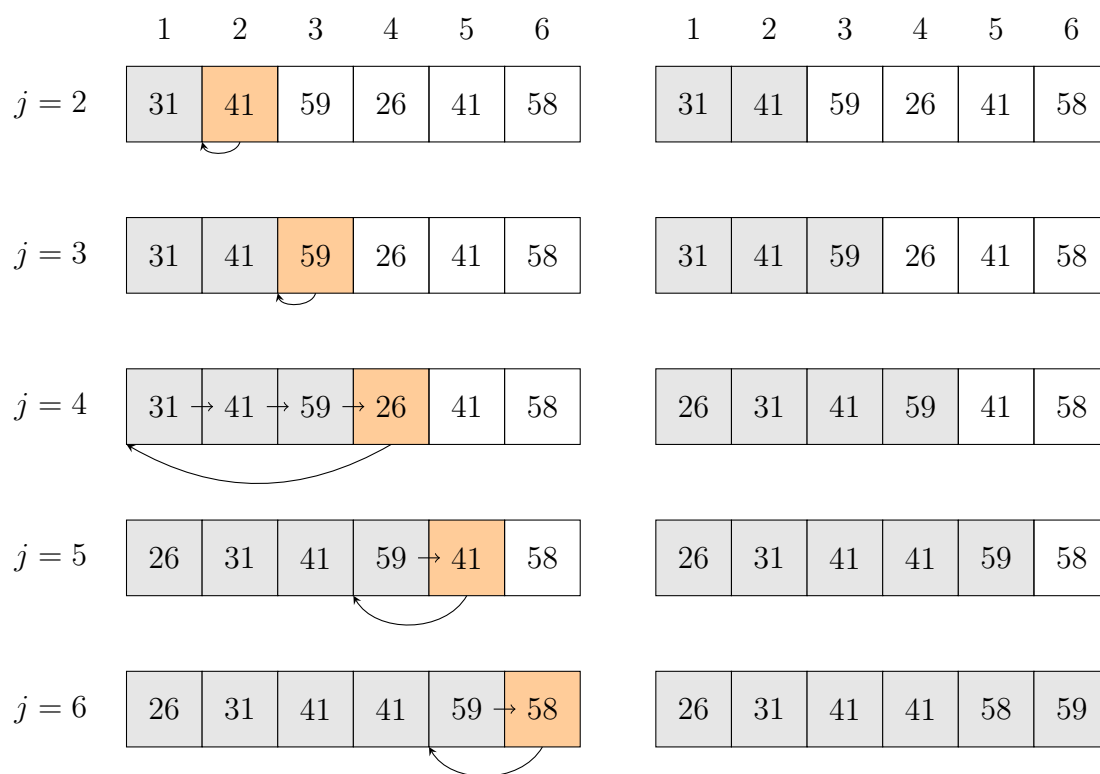 1 2 3 4 5 6 1 2 3 4 5 6
j = 2 31 41 59 26 41 58 31 41 59 26 41 58
j = 3 31 41 59 26 41 58 31 41 59 26 41 58
j = 4 31 → 41 → 59 → 26 41 58 26 31 41 59 41 58
j = 5 26 31 41 59 → 41 58 26 31 41 41 59 58
j = 6 26 31 41 41 59 → 58 26 31 41 41 58 59